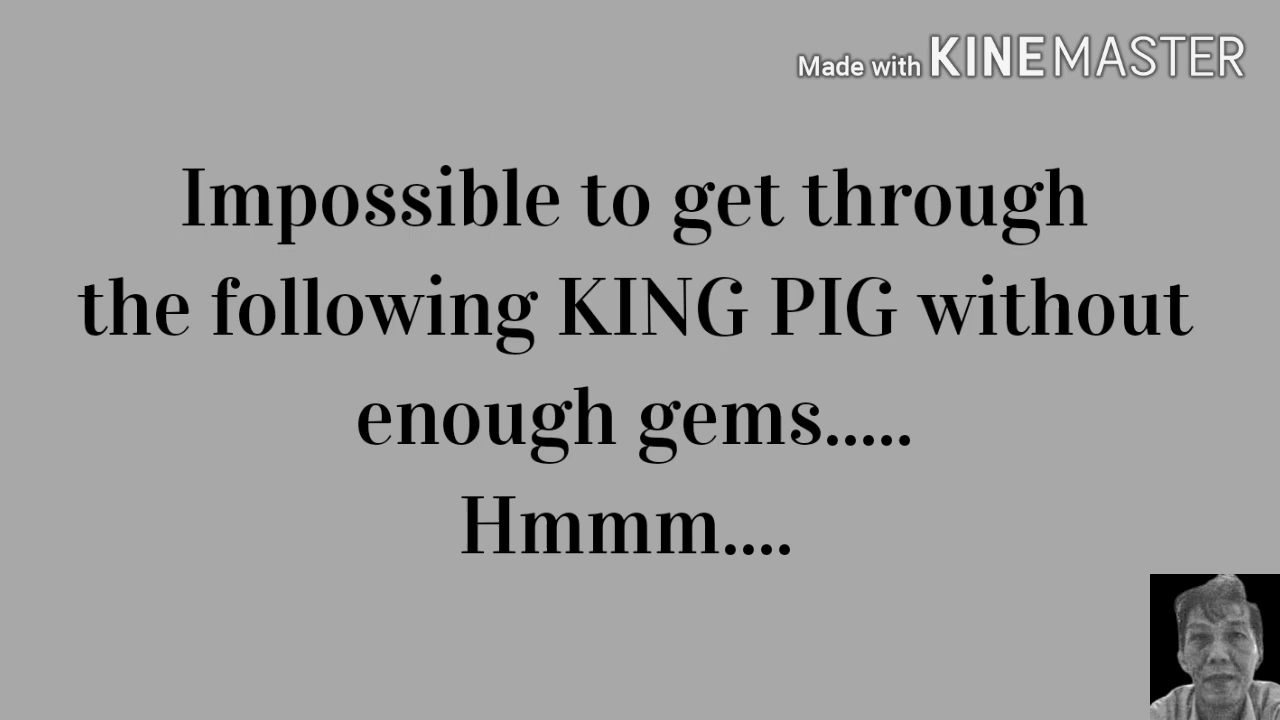 Made with KINEMASTER
Impossible to get through
the following KING PIG without
enough gems.....
Hmmm....